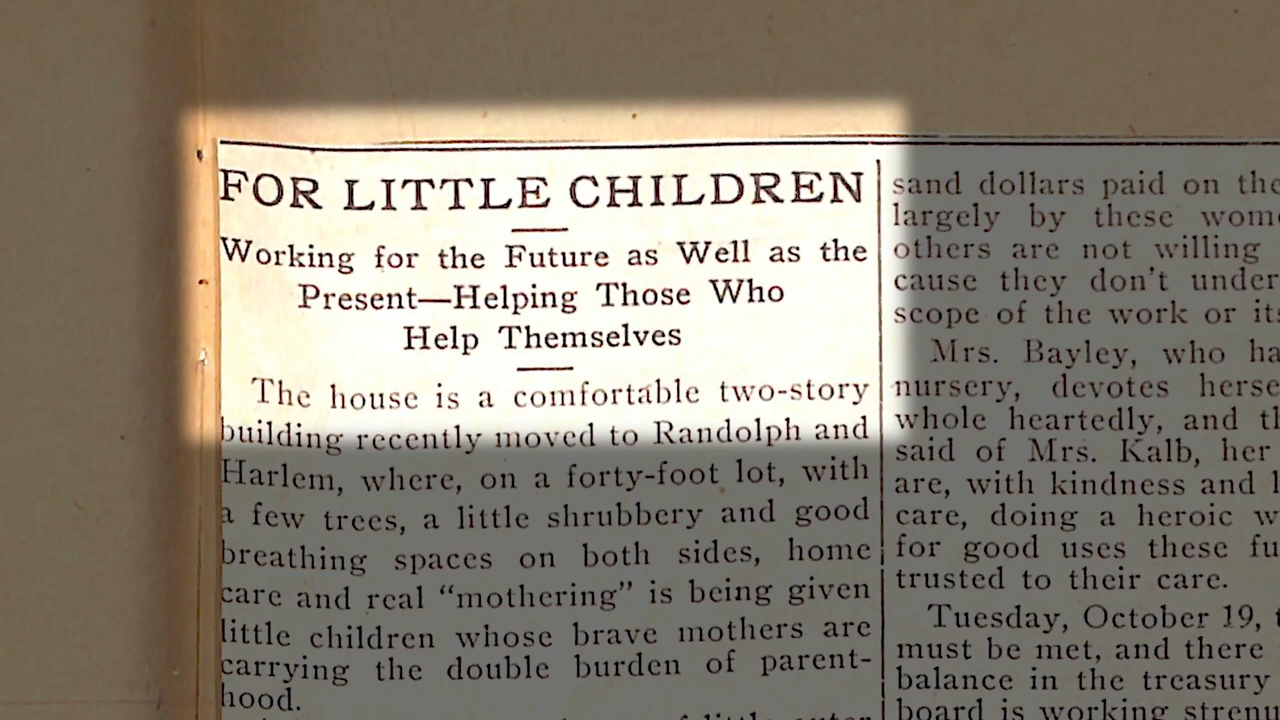 FOR LITTLE CHILDREN
Working for the Future as Well as the
Present—Helping Those Who
Help Themselves
The house is a comfortable two-story
building recently moved to Randolph and
Harlem, where, on a forty-foot lot, with
a few trees, a little shrubbery and good
breathing spaces on both sides, home
care and real “mothering” is being given
little children whose brave mothers are
carrying the double burden of parent-
hood.
sand dollars paid on the
largely by these wom
others are not willing
cause they don't under
scope of the work or its
Mrs. Bayley, who ha
nursery, devotes herse
whole heartedly, and th
said of Mrs. Kalb, her
are, with kindness and l
care, doing a heroic w
for good uses these fu
trusted to their care.
Tuesday, October 19, t
must be met, and there
balance in the treasury
board is working strenu